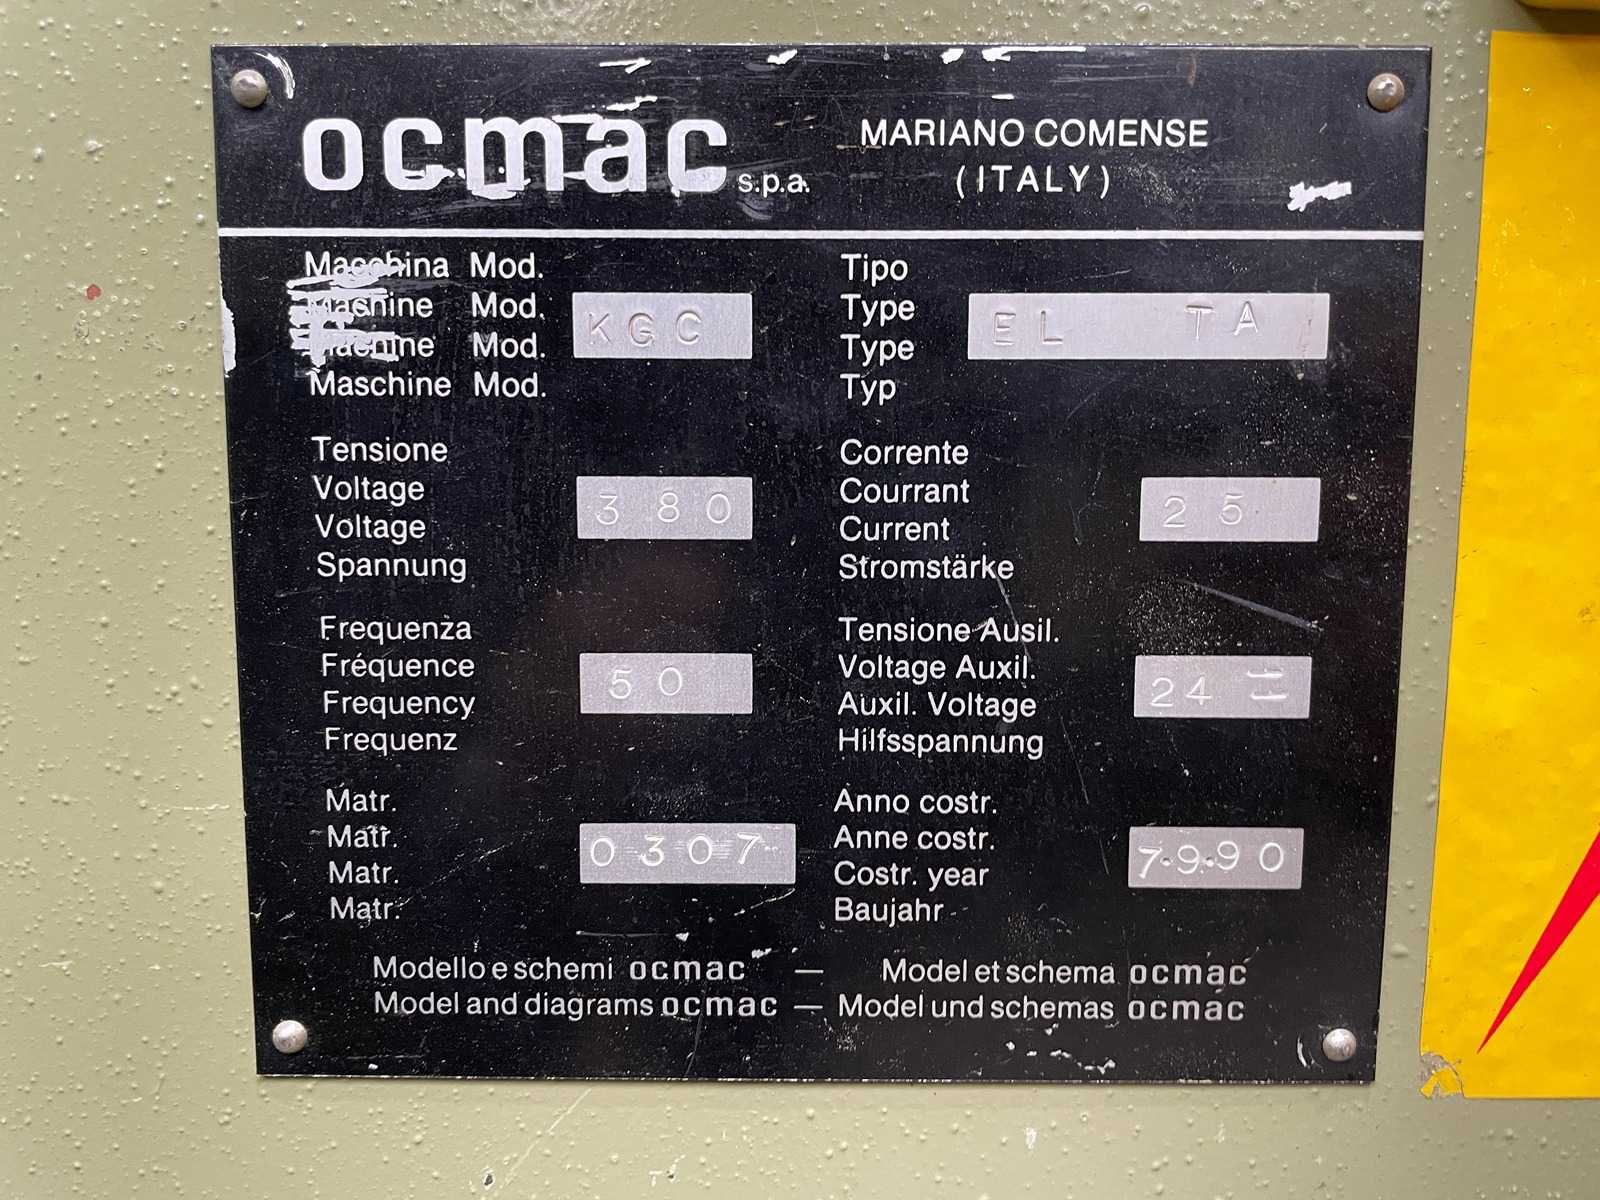 ocmac s.p.a.
MARIANO COMENSE
(ITALY)
Macchina Mod.
Machine Mod.
Machine Mod.
Maschine Mod.
KGC
Tipo
Type
Type
Typ
EL TA
Tensione
Voltage
Voltage
Spannung
380
Corrente
Courrant
Current
Stromstärke
25
Frequenza
Fréquence
Frequency
Frequenz
50
Tensione Ausil.
Voltage Auxil.
Auxil. Voltage
Hilfsspannung
24 =
Matr.
Matr.
Matr.
Matr.
0307
Anno costr.
Anne costr.
Costr. year
Baujahr
7.9.90
Modello e schemi ocmac — Model et schema ocmac
Model and diagrams ocmac — Model und schemas ocmac